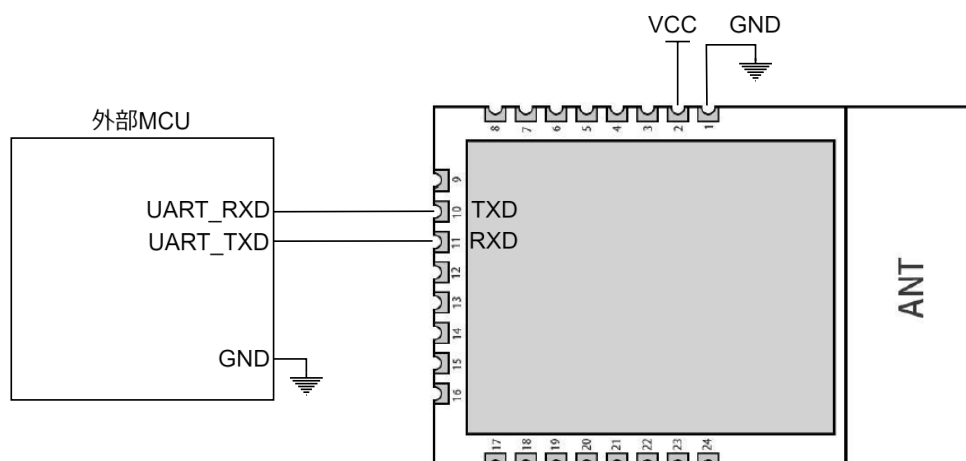 VCC GND
外部MCU
8 7 6 5 4 3 2 1
9
UART_RXD 10 TXD
UART_TXD 11 RXD
12
13
14
GND 15
16
ANT
17 18 19 20 21 22 23 24